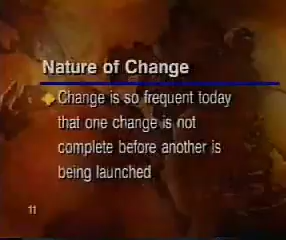 Nature of Change
Change is so frequent today
that one change is not
complete before another is
being launched
11